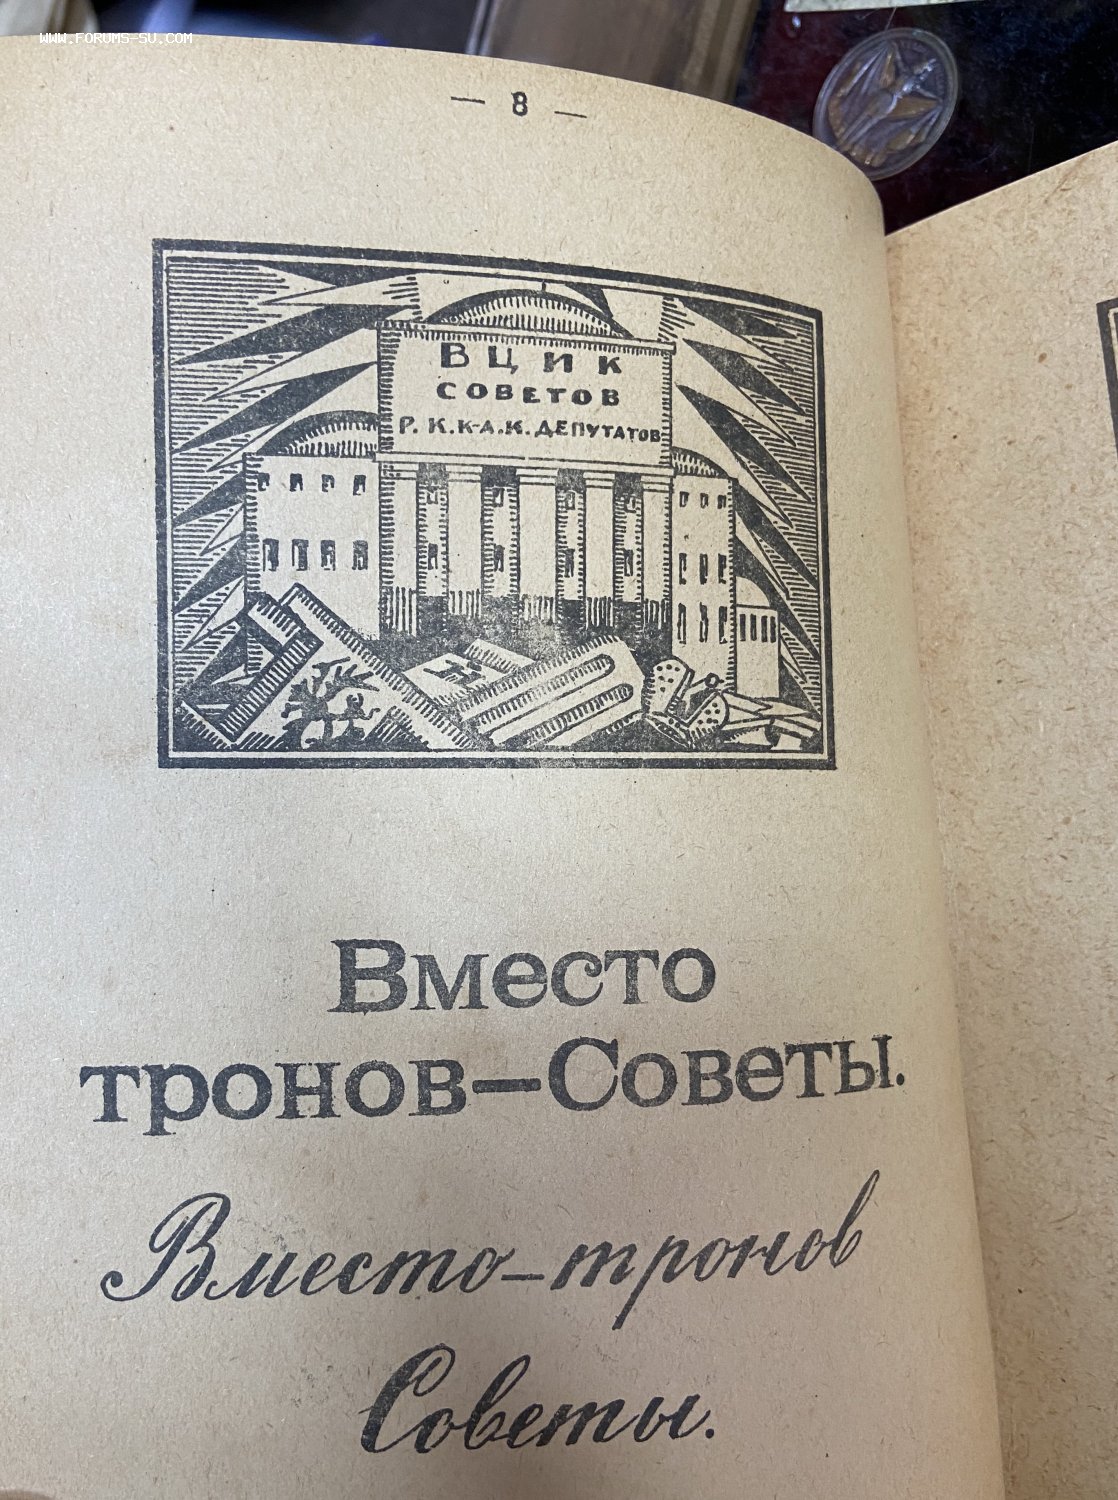 www.forums-su.com
— 8 —
ВЦИК
СОВЕТОВ
Р. К. К-А. К. ДЕПУТАТОВ
Вместо
тронов—Советы.
Вместо—тронов
Советы.